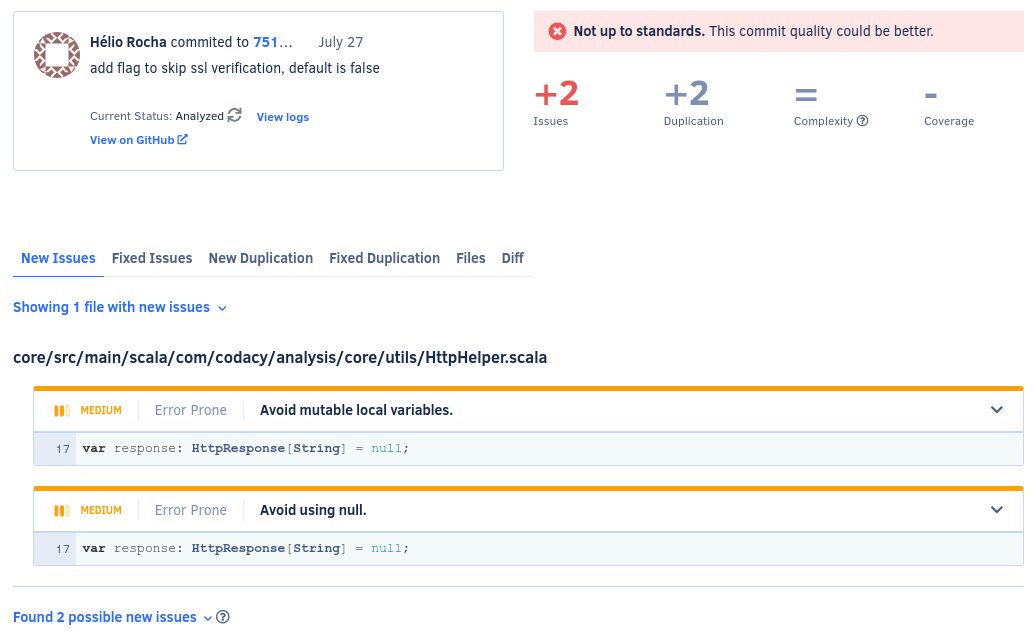 Hélio Rocha commited to 751... July 27
add flag to skip ssl verification, default is false
Current Status: Analyzed View logs
View on GitHub
Not up to standards. This commit quality could be better.
+2 +2 = -
Issues Duplication Complexity Coverage
New Issues Fixed Issues New Duplication Fixed Duplication Files Diff
Showing 1 file with new issues
core/src/main/scala/com/codacy/analysis/core/utils/HttpHelper.scala
MEDIUM Error Prone Avoid mutable local variables.
17 var response: HttpResponse[String] = null;
MEDIUM Error Prone Avoid using null.
17 var response: HttpResponse[String] = null;
Found 2 possible new issues